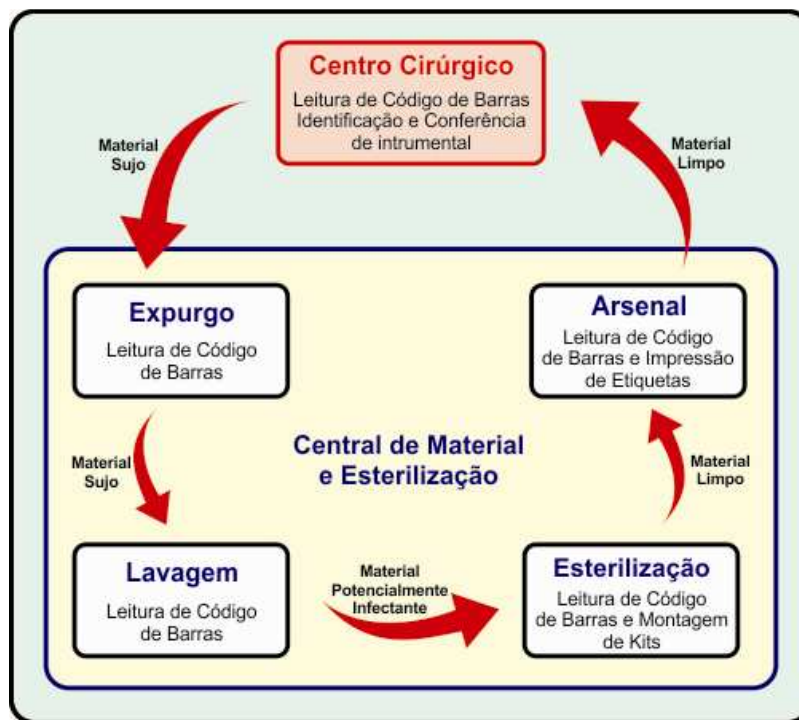 Centro Cirúrgico
Leitura de Código de Barras
Identificação e Conferência
de intrumental
Material
Sujo
Material
Limpo
Expurgo
Leitura de Código
de Barras
Arsenal
Leitura de Código
de Barras e Impressão
de Etiquetas
Central de Material
e Esterilização
Material
Sujo
Material
Limpo
Lavagem
Leitura de Código
de Barras
Material
Potencialmente
Infectante
Esterilização
Leitura de Código
de Barras e Montagem
de Kits